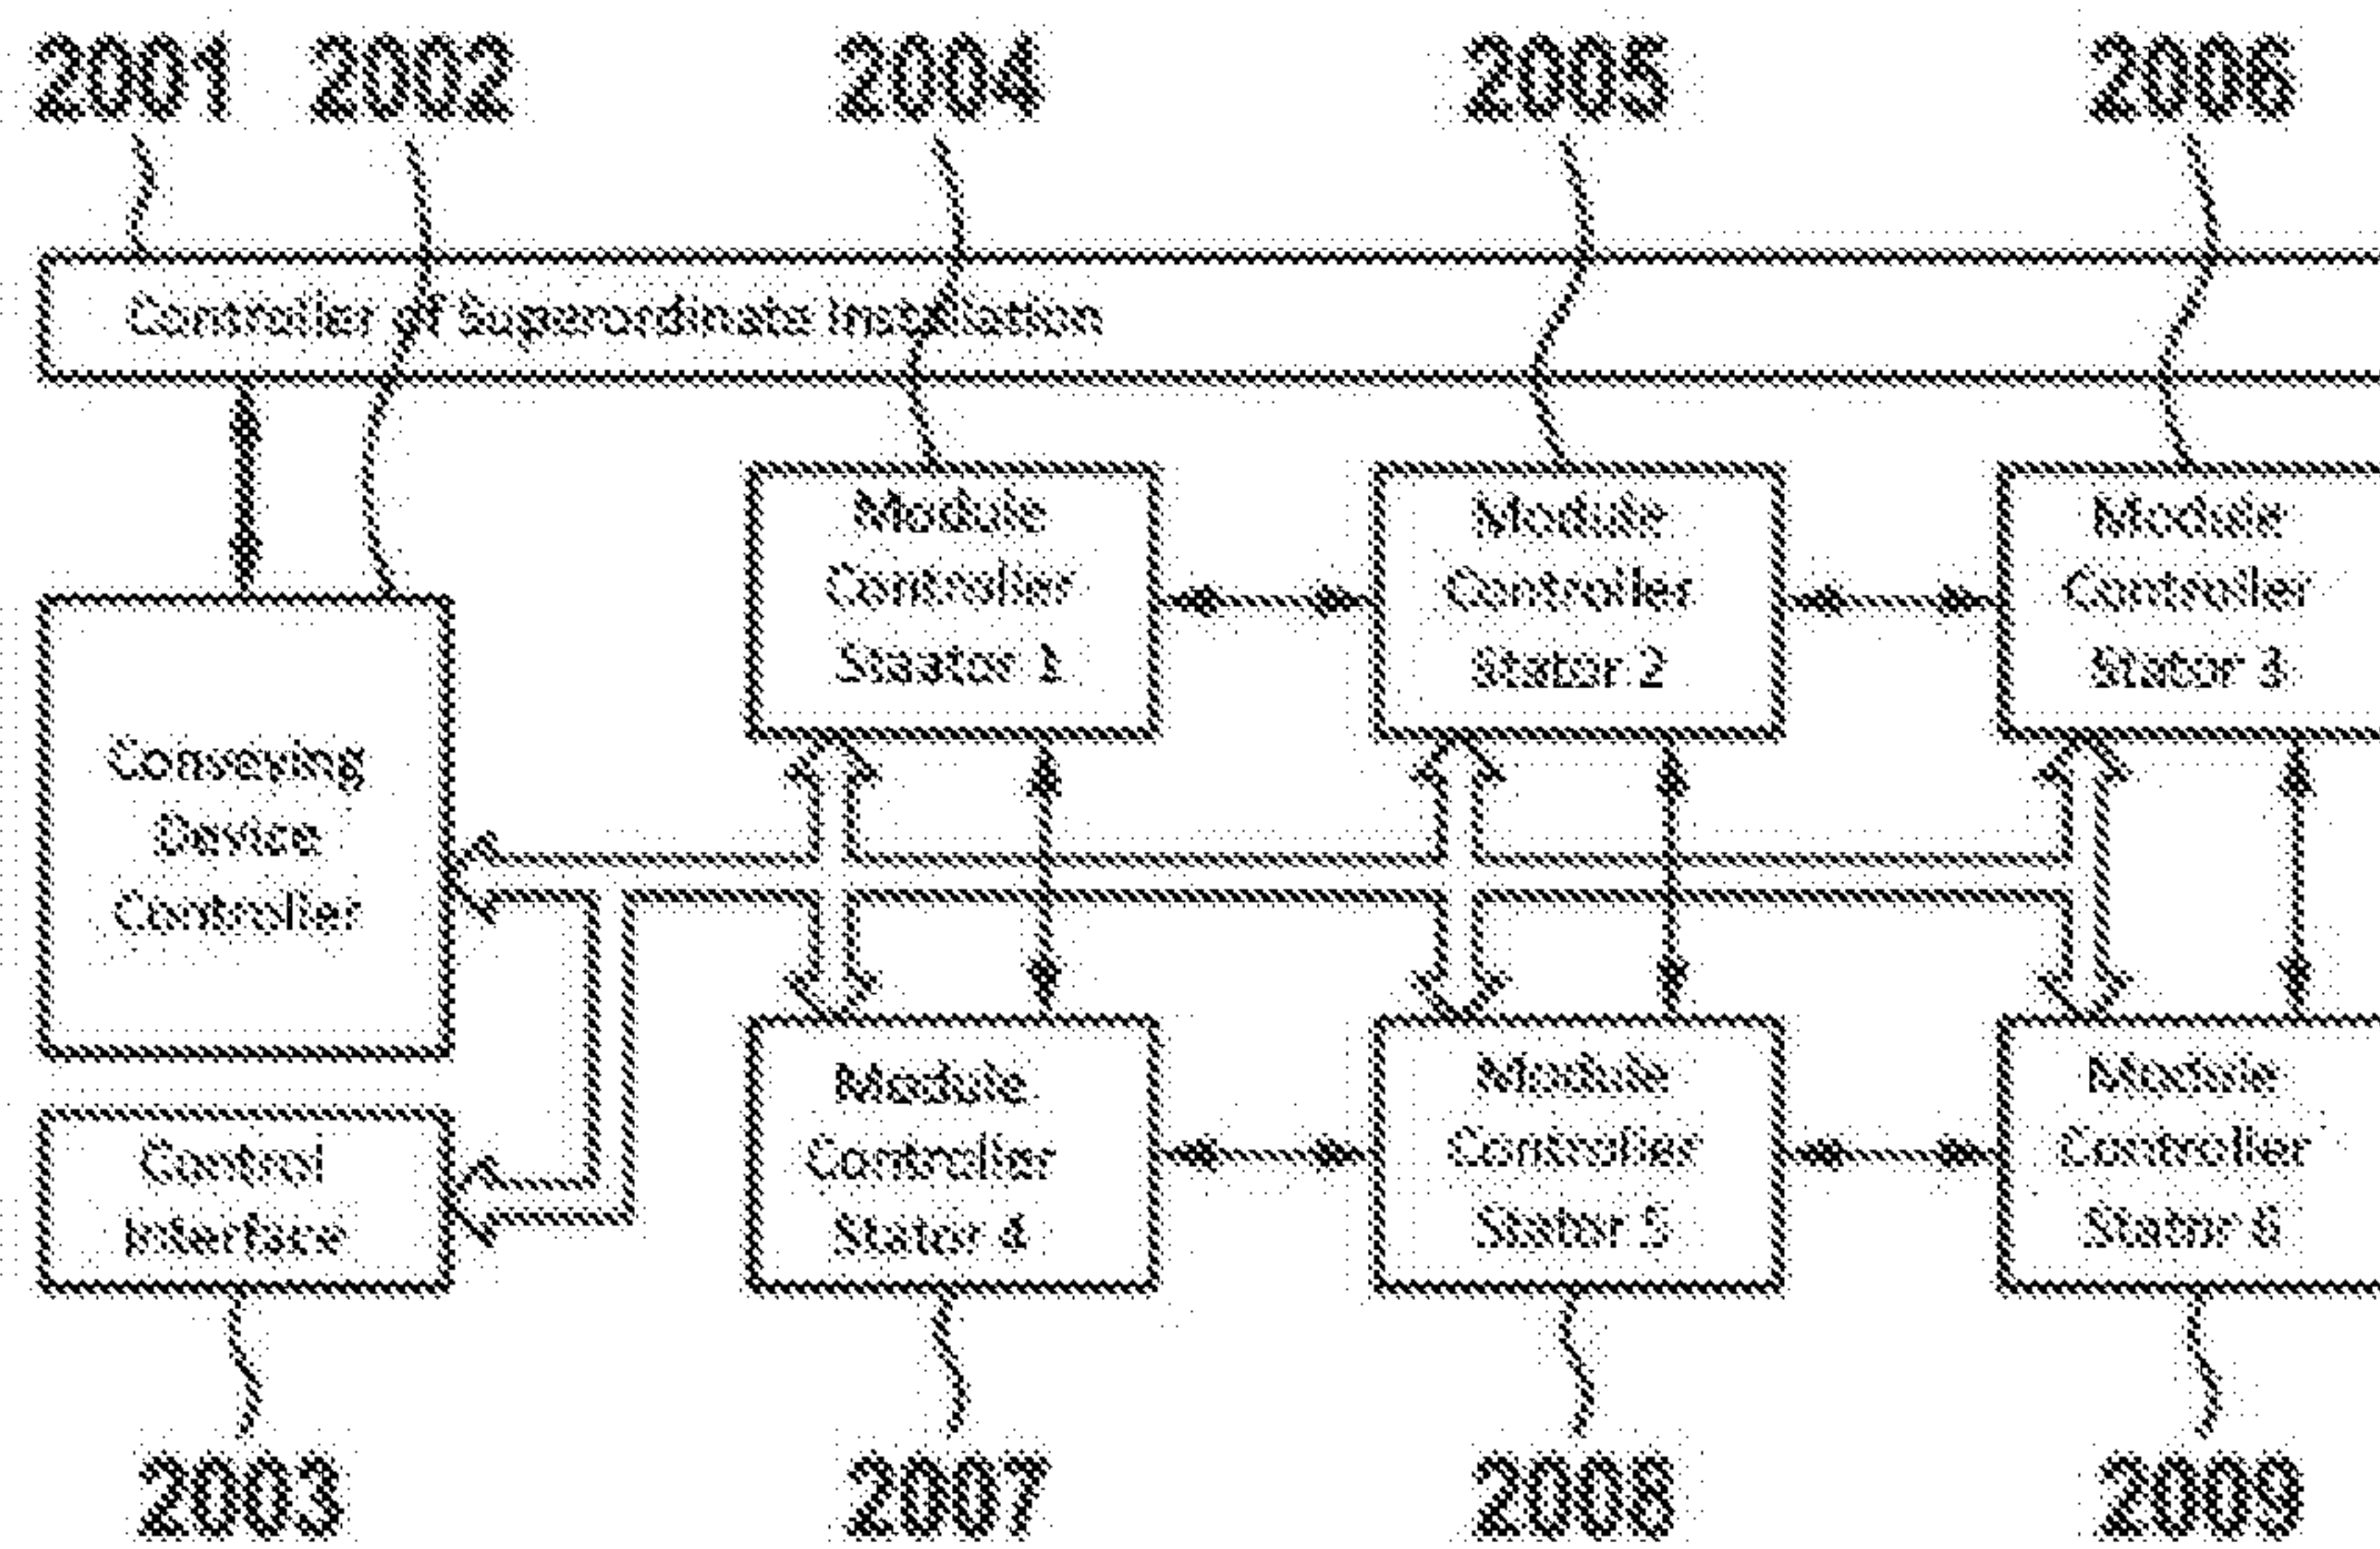 2001 2002 2004 2005 2006
Controller of Superordinate Installation
Module
Controller
Staator 1
Module
Controller
Stator 2
Module
Controller
Stator 3
Conveying
Device
Controller
Control
Interface
Module
Controller
Stator 4
Module
Controller
Stator 5
Module
Controller
Stator 6
2003 2007 2008 2009